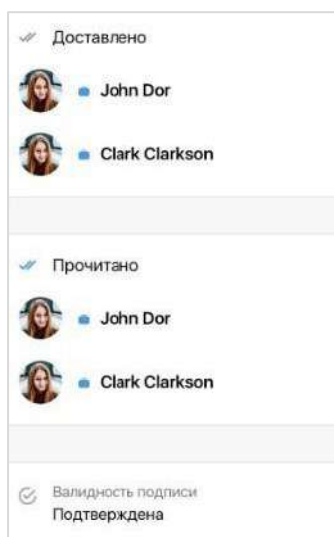 Доставлено
John Dor
Clark Clarkson
Прочитано
John Dor
Clark Clarkson
Валидность подписи
Подтверждена